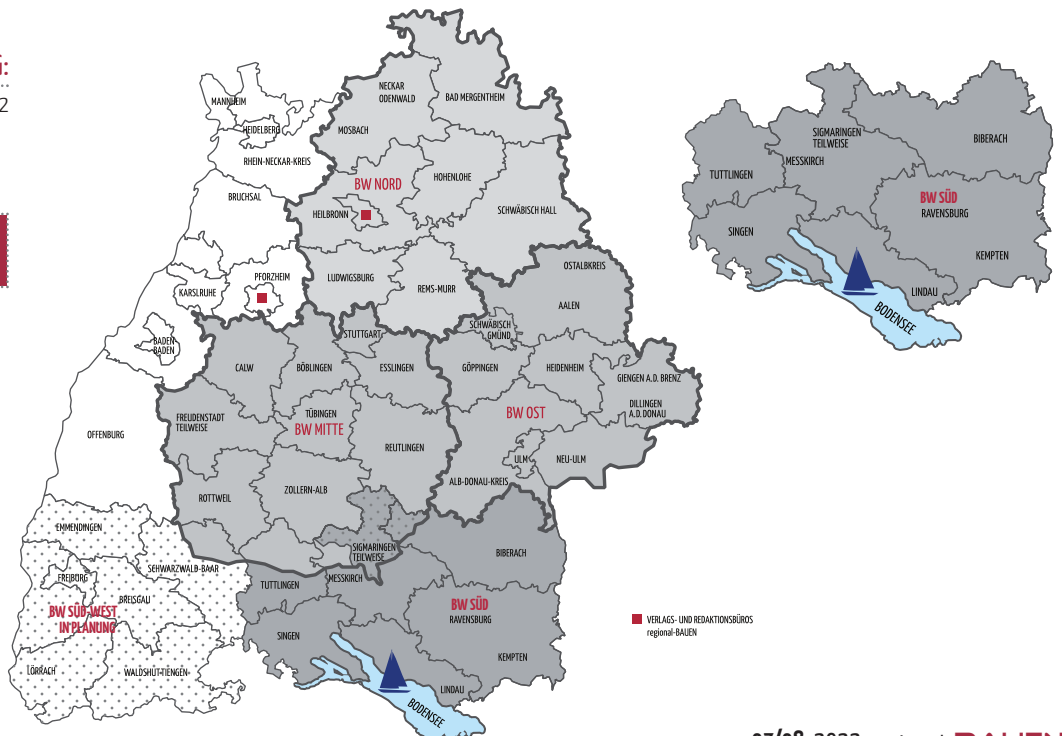 NECKAR
ODENWALD
BAD MERGENTHEIM
MANNHEIM
HEIDELBERG
MOSBACH
RHEIN-NECKAR-KREIS
BW NORD
HOHENLOHE
BRUCHSAL
HEILBRONN
SCHWÄBISCH HALL
PFORZHEIM
LUDWIGSBURG
REMS-MURR
OSTALBKREIS
KARLSRUHE
AALEN
STUTTGART
SCHWÄBISCH
GMÜND
BADEN
BADEN
CALW
BÖBLINGEN
ESSLINGEN
GÖPPINGEN
HEIDENHEIM
GIENGEN A.D. BRENZ
DILLINGEN
A.D.DONAU
FREUDENSTADT
TEILWEISE
TÜBINGEN
BW MITTE
BW OST
OFFENBURG
REUTLINGEN
ULM
NEU-ULM
ROTTWEIL
ZOLLERN-ALB
ALB-DONAU-KREIS
EMMENDINGEN
SIGMARINGEN
TEILWEISE
BIBERACH
SCHWARZWALD-BAAR
FREIBURG
BREISGAU
TUTTLINGEN
MESSKIRCH
BW SÜD-WEST
IN PLANUNG
BW SÜD
RAVENSBURG
SINGEN
KEMPTEN
LÖRRACH
WALDSHUT-TIENGEN
LINDAU
BODENSEE
SIGMARINGEN
TEILWEISE
BIBERACH
MESSKIRCH
TUTTLINGEN
BW SÜD
RAVENSBURG
SINGEN
KEMPTEN
LINDAU
BODENSEE
VERLAGS- UND REDAKTIONSBÜROS
regional-BAUEN